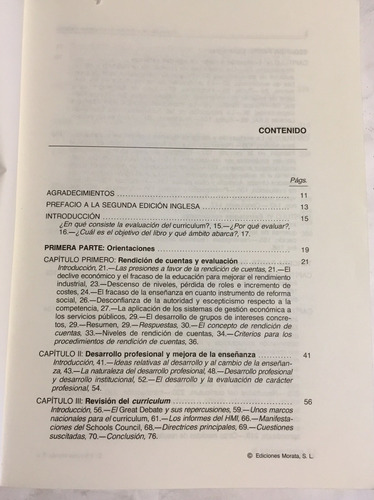 CONTENIDO
Págs.
AGRADECIMIENTOS ........ 11
PREFACIO A LA SEGUNDA EDICIÓN INGLESA ........ 13
INTRODUCCIÓN ........ 15
¿En qué consiste la evaluación del curriculum?, 15.—¿Por qué evaluar?,
16.—¿Cuál es el objetivo del libro y qué ámbito abarca?, 17.
PRIMERA PARTE: Orientaciones ........ 19
CAPÍTULO PRIMERO: Rendición de cuentas y evaluación ........ 21
Introducción, 21.—Las presiones a favor de la rendición de cuentas, 21.—El
declive económico y el fracaso de la educación para mejorar el rendimiento
industrial, 23.—Descenso de niveles, pérdida de roles e incremento de
costes, 24.—El fracaso de la enseñanza en cuanto instrumento de reforma
social, 26.—Desconfianza de la autoridad y escepticismo respecto a la
competencia, 27.—La aplicación de los sistemas de gestión económica a
los servicios públicos, 29.—El desarrollo de grupos de intereses concre-
tos, 29.—Resumen, 29.—Respuestas, 30.—El concepto de rendición de
cuentas, 33.—Niveles de rendición de cuentas, 34.—Criterios para los
procedimientos de rendición de cuentas, 36.
CAPÍTULO II: Desarrollo profesional y mejora de la enseñanza ........ 41
Introducción, 41.—Ideas relativas al desarrollo y al cambio de la enseñan-
za, 43.—La naturaleza del desarrollo profesional, 48.—Desarrollo profesional
y desarrollo institucional, 52.—El desarrollo y la evaluación de carácter
profesional, 54.
CAPÍTULO III: Revisión del curriculum ........ 56
Introducción, 56.—El Great Debate y sus repercusiones, 59.—Unos marcos
nacionales para el curriculum, 61.—Los informes del HMI, 66.—Manifesta-
ciones del Schools Council, 68.—Directrices principales, 69.—Cuestiones
suscitadas, 70.—Conclusión, 76.
© Ediciones Morata, S. L.